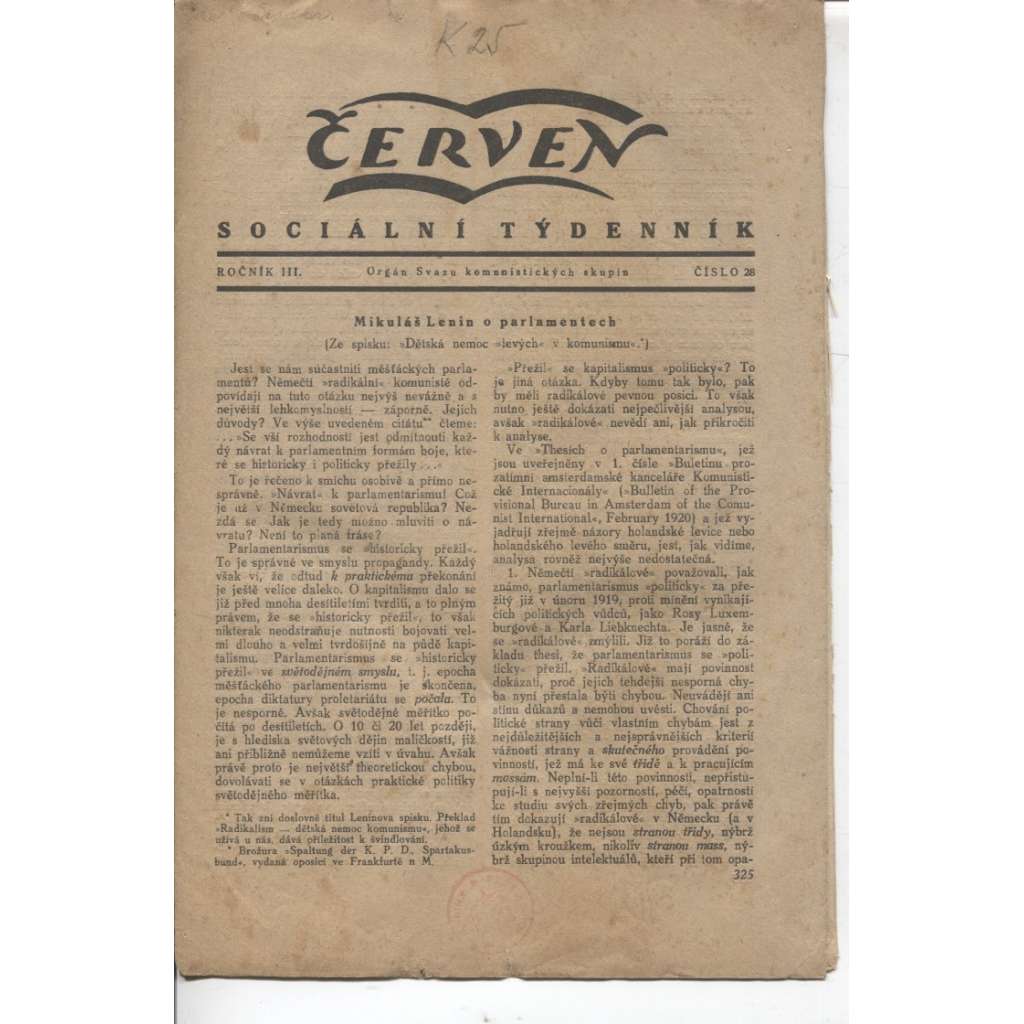 K 25
ČERVEN
SOCIÁLNÍ TÝDENNÍK
ROČNÍK III. Orgán Svazu komunistických skupin ČÍSLO 28
Mikuláš Lenin o parlamentech
(Ze spisku: »Dětská nemoc »levých« v komunismu«.*)
Jest se nám súčastniti měšťáckých parla-
mentů? Němečtí »radikální« komunisté od-
povídají na tuto otázku nejvýš nevážně a s
největší lehkomyslností — záporně. Jejich
důvody? Ve výše uvedeném citátu** čteme:
...»Se vší rozhodností jest odmítnouti kaž-
dý návrat k parlamentním formám boje, kte-
ré se historicky i politicky přežily ...«
To je řečeno k smíchu osobivě a přímo ne-
správně. »Návrat« k parlamentarismu! Což
je už v Německu sovětová republika? Ne-
zdá se Jak je tedy možno mluviti o ná-
vratu? Není to planá fráse?
Parlamentarismus se »historicky přežil«.
To je správné ve smyslu propagandy. Každý
však ví, že odtud k praktickému překonání
je ještě velice daleko. O kapitalismu dalo se
již před mnoha desítiletími tvrditi, a to plným
právem, že se »historicky přežil«, to však
nikterak neodstraňuje nutnosti bojovati vel-
mi dlouho a velmi tvrdošíjně na půdě kapi-
talismu. Parlamentarismus se »historicky
přežil« ve světodějném smyslu, t. j. epocha
měšťáckého parlamentarismu je skončena,
epocha diktatury proletariátu se počala. To
je nesporné. Avšak světodějné měřítko po-
čítá po desítiletích. O 10 či 20 let později,
je s hlediska světových dějin maličkostí, již
ani přibližně nemůžeme vzíti v úvahu. Avšak
právě proto je největší theoretickou chybou,
dovolávati se v otázkách praktické politiky
světodějného měřítka.
* Tak zní doslovně titul Leninova spisku. Překlad
»Radikalism — dětská nemoc komunismu«, jehož se
užívá u nás, dává příležitost k švindlování.
* Brožura »Spaltung der K. P. D., Spartakus-
bund«, vydaná oposicí ve Frankfurtě n M.
»Přežil« se kapitalismus »politicky«? To
je jiná otázka. Kdyby tomu tak bylo, pak
by měli radikálové pevnou posici. To však
nutno ještě dokázati nejpečlivější analysou,
avšak »radikálové« nevědí ani, jak přikročiti
k analyse.
Ve »Thesích o parlamentarismu«, jež
jsou uveřejněny v 1. čísle »Buletinu pro-
zatímní amsterdamské kanceláře Komunisti-
cké Internacionály« (»Bulletin of the Pro-
visional Bureau in Amsterdam of the Comu-
nist International«, February 1920) a jež vy-
jadřují zřejmě názory holandské levice nebo
holandského levého směru, jest, jak vidíme,
analysa rovněž nejvýše nedostatečná.
1. Němečtí »radikálové« považovali, jak
známo, parlamentarismus »politicky« za pře-
žitý již v únoru 1919, proti mínění vynikají-
cích politických vůdců, jako Rosy Luxem-
burgové a Karla Liebknechta. Je jasné, že
se »radikálové« zmýlili. Již to poráží do zá-
kladu thesi, že parlamentarizmus se »poli-
ticky« přežil. »Radikálové« mají povinnost
dokázati, proč jejich tehdejší nesporná chy-
ba nyní přestala býti chybou. Neuvádějí ani
stínu důkazů a nemohou uvésti. Chování po-
litické strany vůči vlastním chybám jest z
nejdůležitějších a nejsprávnějších kriterií
vážnosti strany a skutečného provádění po-
vinností, jež má ke své třídě a k pracujícím
massám. Neplní-li této povinnosti, nepřistu-
pují-li s nejvyšší pozorností, péčí, opatrností
ke studiu svých zřejmých chyb, pak právě
tím dokazují »radikálové« v Německu (a v
Holandsku), že nejsou stranou třídy, nýbrž
úzkým kroužkem, nikoliv stranou mass, ný-
brž skupinou intelektuálů, kteří při tom opa-
325